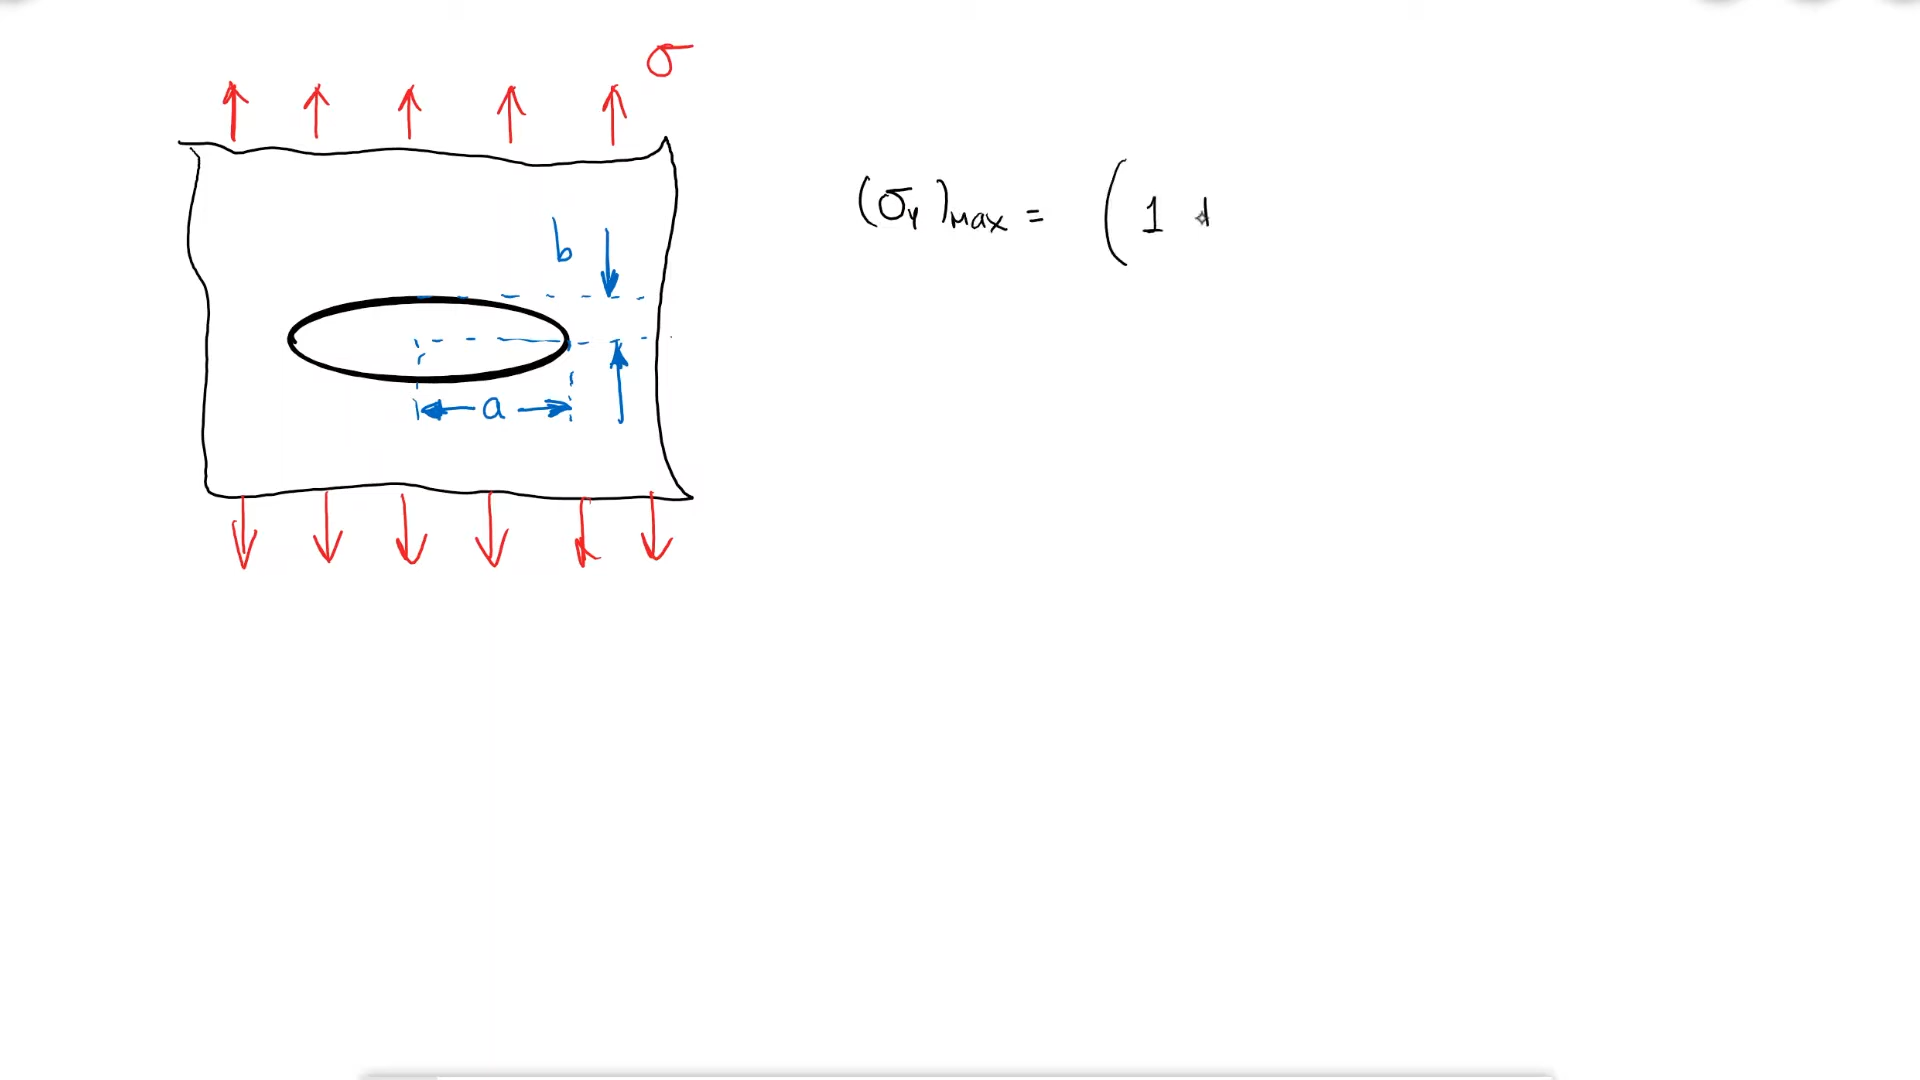 σ
(σy)max = ( 1
b
a